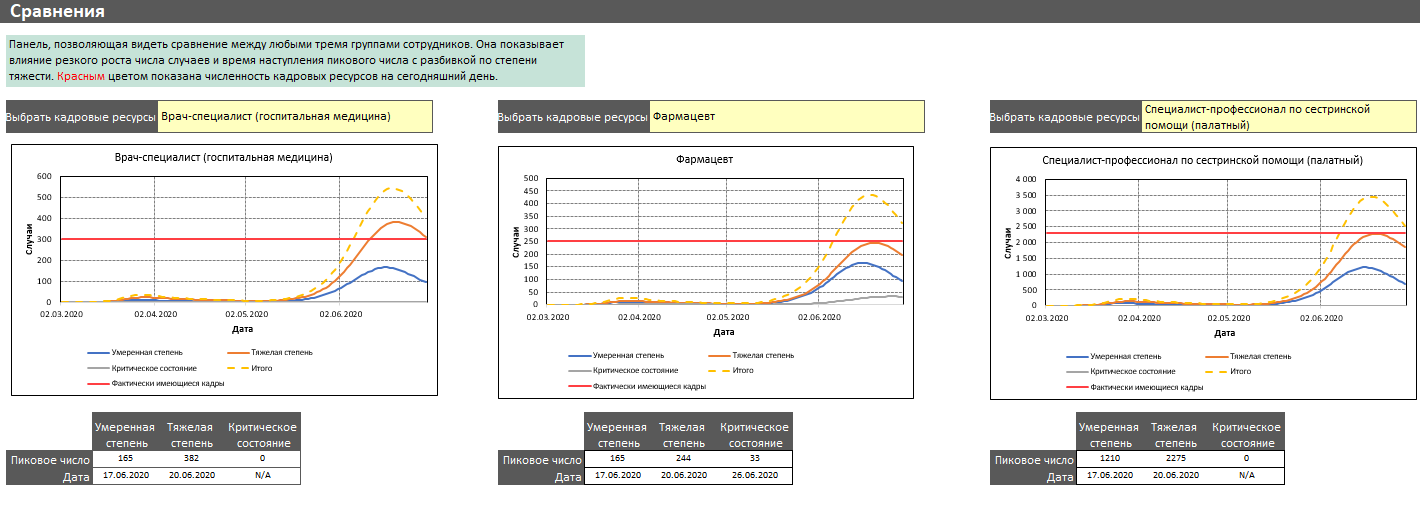 Сравнения
Панель, позволяющая видеть сравнение между любыми тремя группами сотрудников. Она показывает
влияние резкого роста числа случаев и время наступления пикового числа с разбивкой по степени
тяжести. Красным цветом показана численность кадровых ресурсов на сегодняшний день.
Выбрать кадровые ресурсы Врач-специалист (госпитальная медицина)
Врач-специалист (госпитальная медицина)
600
500
400
300
200
100
0
Случаи
02.03.2020 02.04.2020 02.05.2020 02.06.2020
Дата
Умеренная степень Тяжелая степень
Критическое состояние Итого
Фактически имеющиеся кадры
Умеренная Тяжелая Критическое
степень степень состояние
Пиковое число 165 382 0
Дата 17.06.2020 20.06.2020 N/A
Выбрать кадровые ресурсы Фармацевт
Фармацевт
500
450
400
350
300
250
200
150
100
50
0
Случаи
02.03.2020 02.04.2020 02.05.2020 02.06.2020
Дата
Умеренная степень Тяжелая степень
Критическое состояние Итого
Фактически имеющиеся кадры
Умеренная Тяжелая Критическое
степень степень состояние
Пиковое число 165 244 33
Дата 17.06.2020 20.06.2020 26.06.2020
Выбрать кадровые ресурсы Специалист-профессионал по сестринской
помощи (палатный)
Специалист-профессионал по сестринской помощи (палатный)
4 000
3 500
3 000
2 500
2 000
1 500
1 000
500
0
Случаи
02.03.2020 02.04.2020 02.05.2020 02.06.2020
Дата
Умеренная степень Тяжелая степень
Критическое состояние Итого
Фактически имеющиеся кадры
Умеренная Тяжелая Критическое
степень степень состояние
Пиковое число 1210 2275 0
Дата 17.06.2020 20.06.2020 N/A